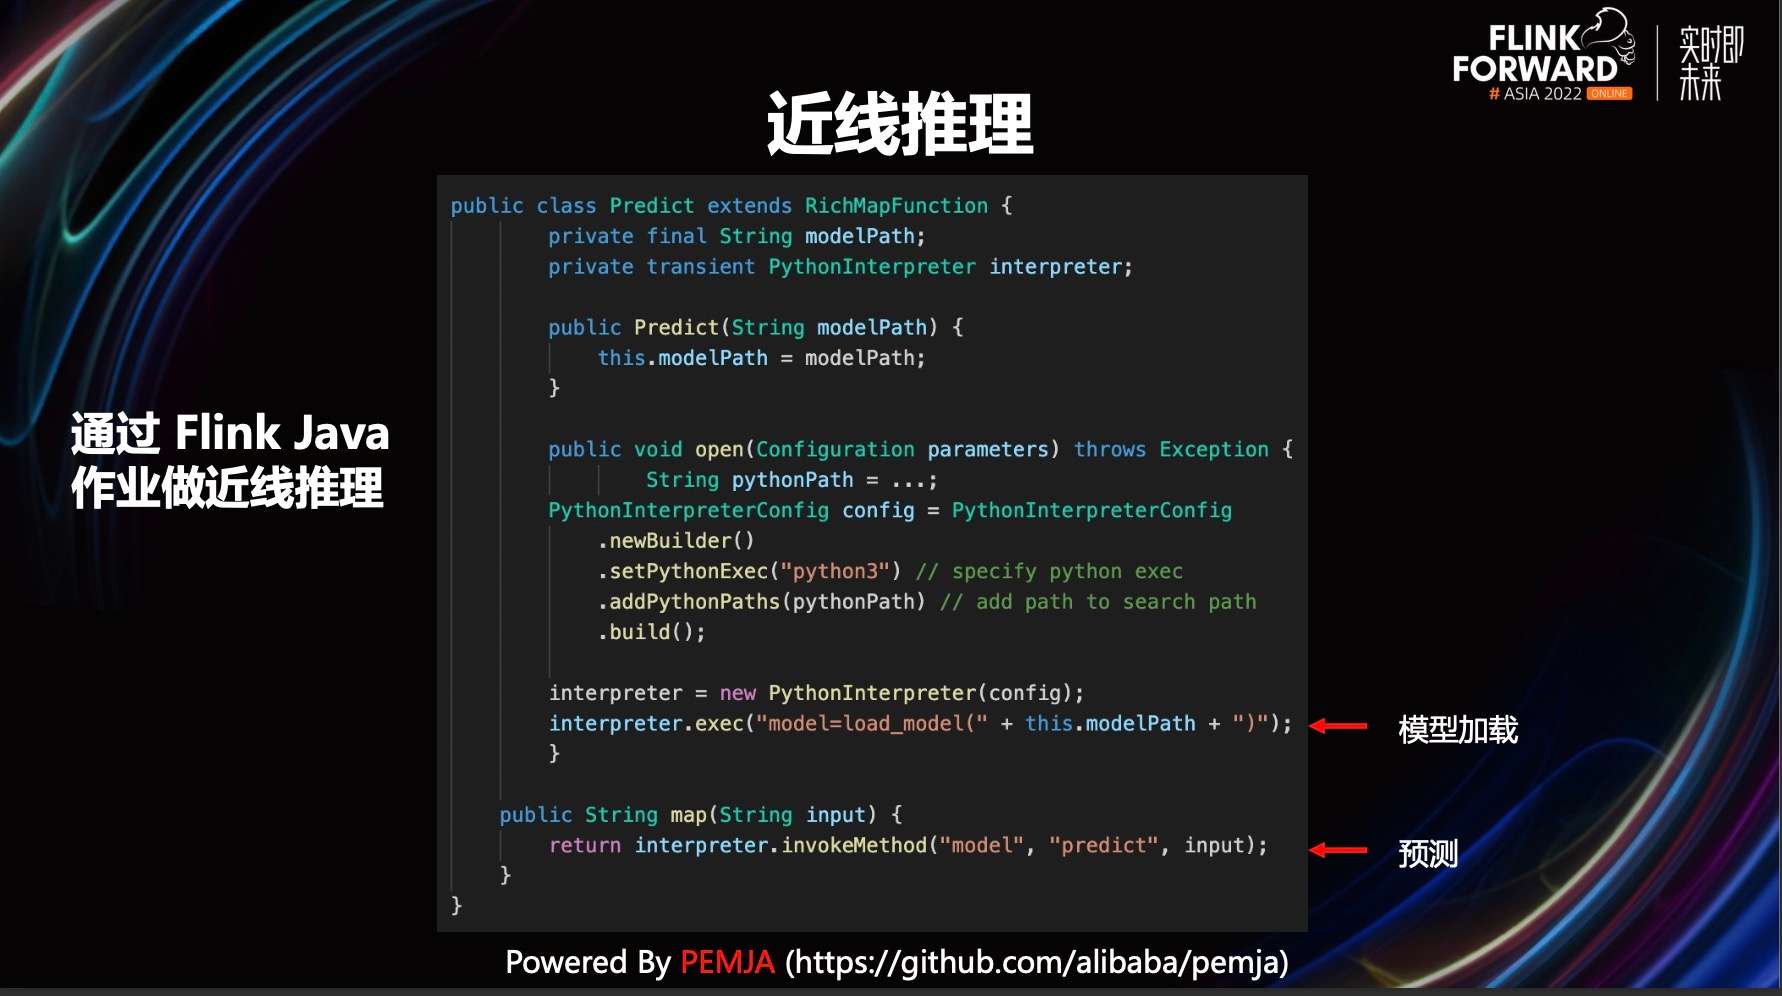 FLINK
FORWARD
# ASIA 2022 ONLINE
实时即
未来
近线推理
通过 Flink Java
作业做近线推理
public class Predict extends RichMapFunction {
private final String modelPath;
private transient PythonInterpreter interpreter;
public Predict(String modelPath) {
this.modelPath = modelPath;
}
public void open(Configuration parameters) throws Exception {
String pythonPath = ...;
PythonInterpreterConfig config = PythonInterpreterConfig
.newBuilder()
.setPythonExec("python3") // specify python exec
.addPythonPaths(pythonPath) // add path to search path
.build();
interpreter = new PythonInterpreter(config);
interpreter.exec("model=load_model(" + this.modelPath + ")");
模型加载
}
public String map(String input) {
return interpreter.invokeMethod("model", "predict", input);
预测
}
}
Powered By PEMJA (https://github.com/alibaba/pemja)